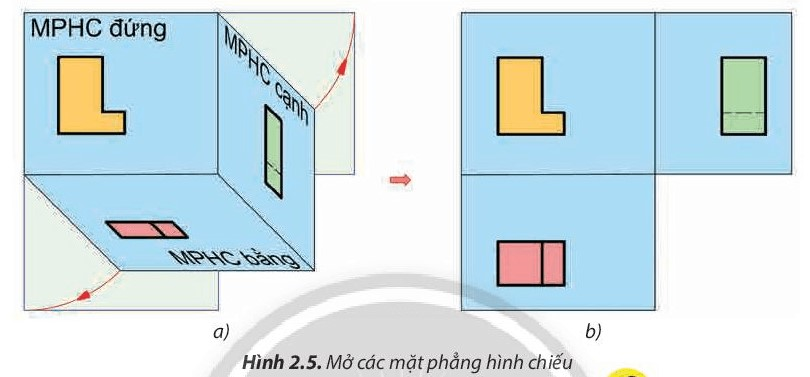 MPHC đứng
MPHC cạnh
MPHC bằng
a)
b)
Hình 2.5. Mở các mặt phẳng hình chiếu